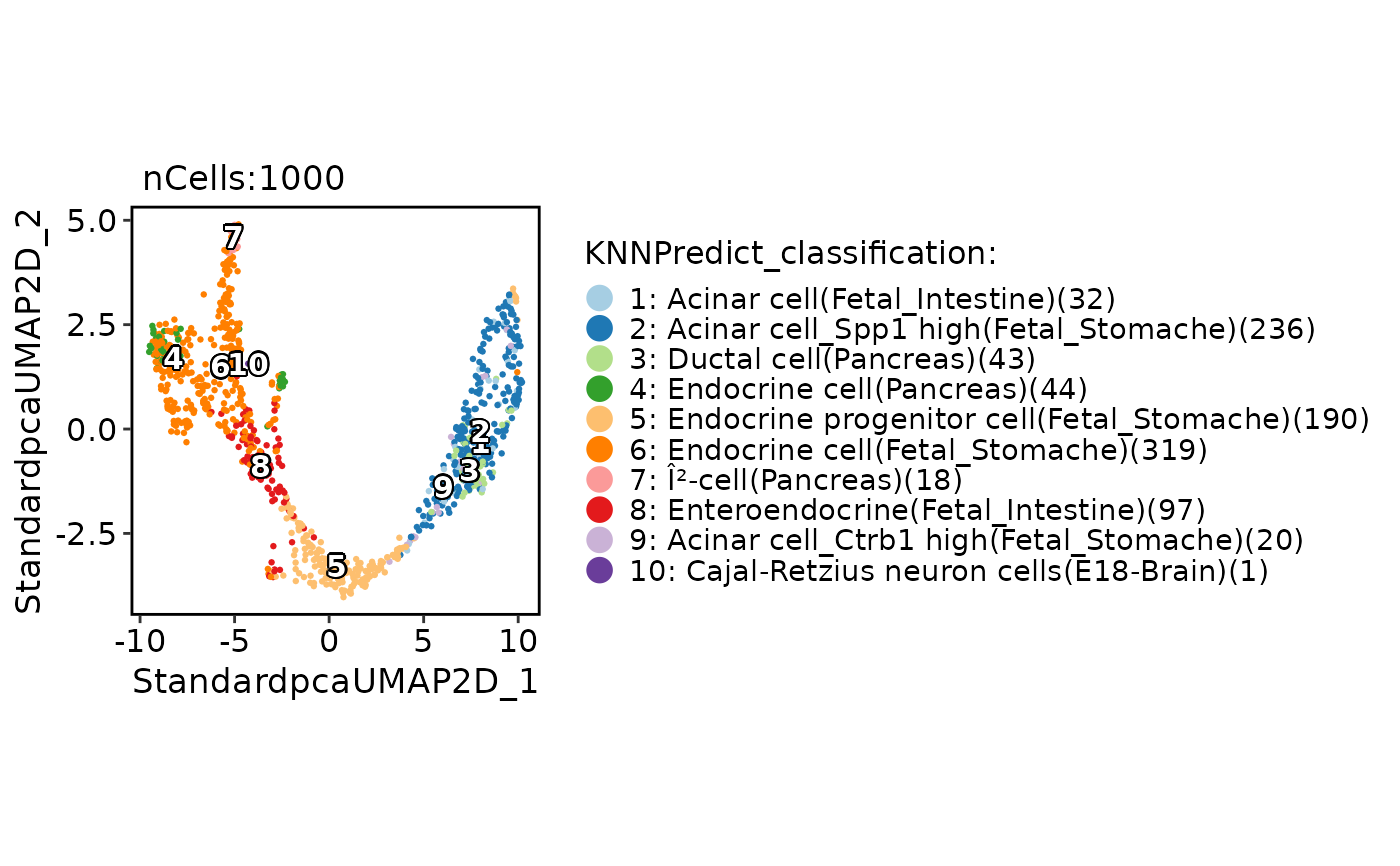 nCells:1000
StandardpcaUMAP2D_2
5.0
2.5
0.0
-2.5
7
4
6
10
8
5
2
1
3
9
-10
-5
0
5
10
StandardpcaUMAP2D_1
KNNPredict_classification:
1: Acinar cell(Fetal_Intestine)(32)
2: Acinar cell_Spp1 high(Fetal_Stomache)(236)
3: Ductal cell(Pancreas)(43)
4: Endocrine cell(Pancreas)(44)
5: Endocrine progenitor cell(Fetal_Stomache)(190)
6: Endocrine cell(Fetal_Stomache)(319)
7: Î²-cell(Pancreas)(18)
8: Enteroendocrine(Fetal_Intestine)(97)
9: Acinar cell_Ctrb1 high(Fetal_Stomache)(20)
10: Cajal-Retzius neuron cells(E18-Brain)(1)